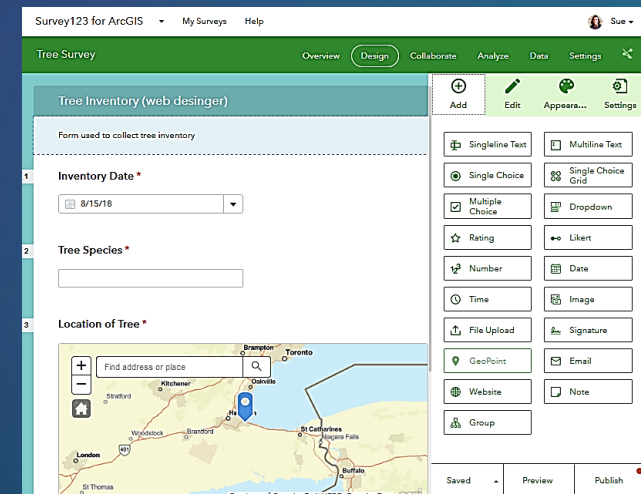 Survey123 for ArcGIS My Surveys Help Sue
Tree Survey Overview Design Collaborate Analyze Data Settings
Tree Inventory (web desinger)
Form used to collect tree inventory
1 Inventory Date *
8/15/18
2 Tree Species *
3 Location of Tree *
+
Find address or place
−
Brampton
Toronto
Kitchener
Oakville
Stratford
Woodstock
Brantford
St Catharines
Niagara Falls
401
London
Buffalo
St Thomas
Add Edit Appeara... Settings
Singleline Text Multiline Text
Single Choice Single Choice Grid
Multiple Choice Dropdown
Rating Likert
Number Date
Time Image
File Upload Signature
GeoPoint Email
Website Note
Group
Saved Preview Publish